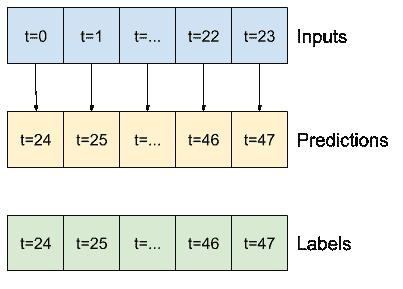 t=0 t=1 t=... t=22 t=23 Inputs
t=24 t=25 t=... t=46 t=47 Predictions
t=24 t=25 t=... t=46 t=47 Labels